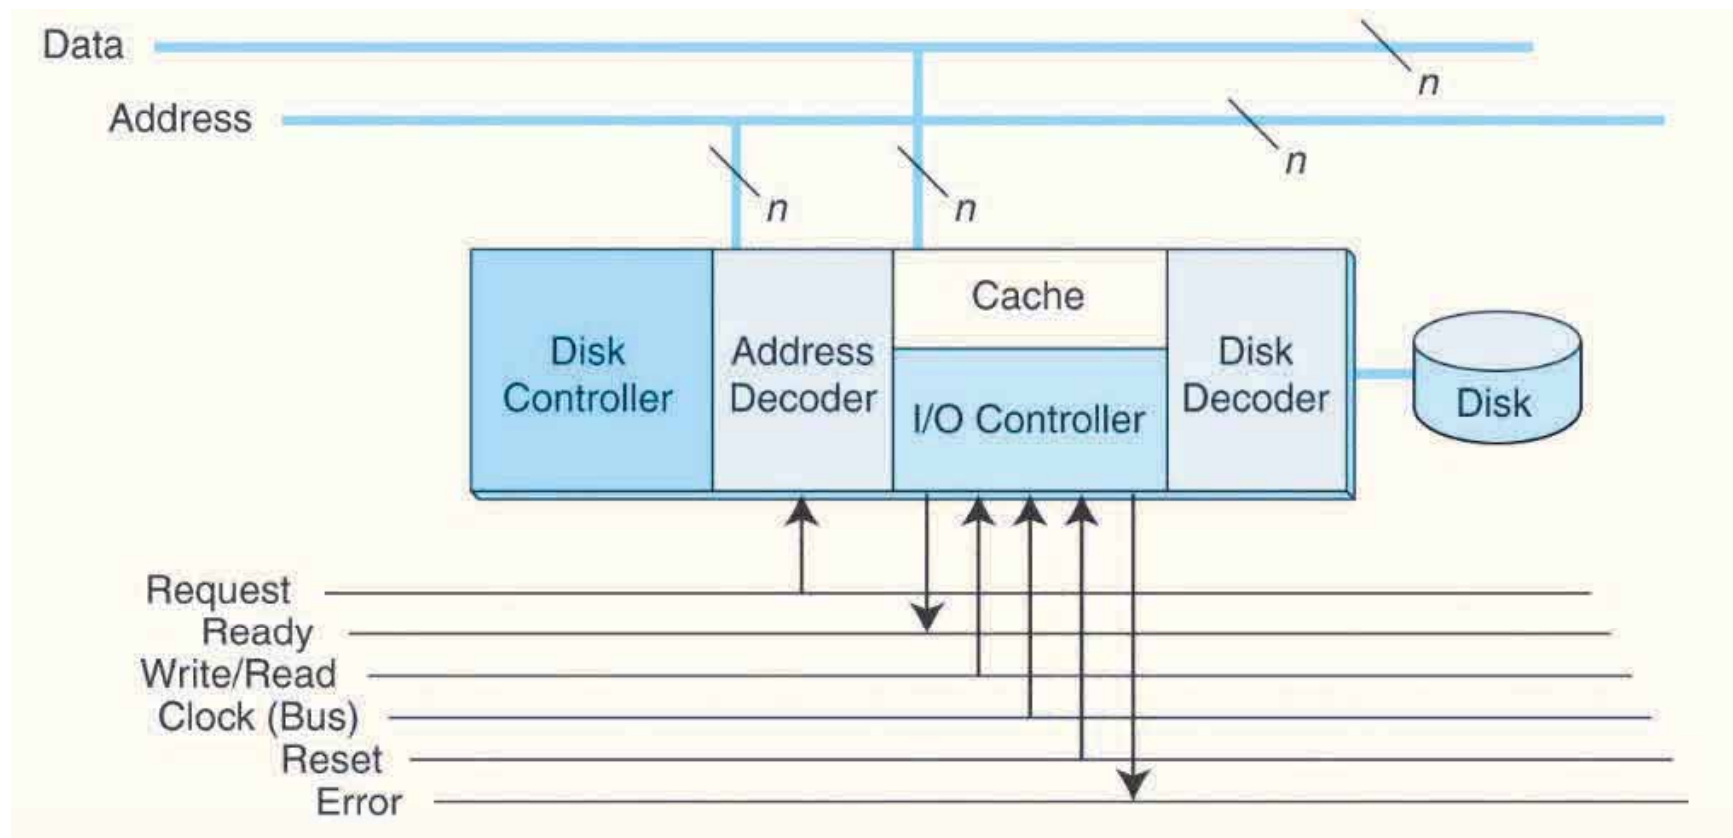 Data
n
Address
n
n
n
Cache
Disk
Controller
Address
Decoder
I/O Controller
Disk
Decoder
Disk
Request
Ready
Write/Read
Clock (Bus)
Reset
Error